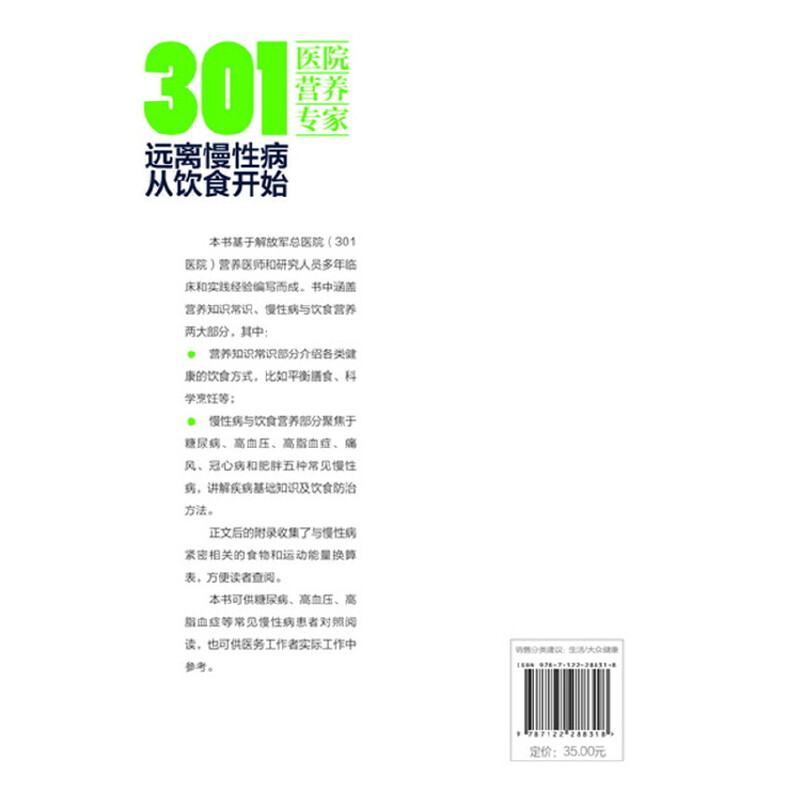 301
医院
营养
专家
远离慢性病
从饮食开始
本书基于解放军总医院（301
医院）营养医师和研究人员多年临
床和实践经验编写而成。书中涵盖
营养知识常识、慢性病与饮食营养
两大部分，其中：
● 营养知识常识部分介绍各类健
康的饮食方式，比如平衡膳食、科
学烹饪等；
● 慢性病与饮食营养部分聚焦于
糖尿病、高血压、高脂血症、痛
风、冠心病和肥胖五种常见慢性
病，讲解疾病基础知识及饮食防治
方法。
正文后的附录收集了与慢性病
紧密相关的食物和运动能量换算
表，方便读者查阅。
本书可供糖尿病、高血压、高
脂血症等常见慢性病患者对照阅
读，也可供医务工作者实际工作中
参考。
销售分类建议：生活/大众健康
ISBN 978-7-122-28831-8
9 787122 288318
定价：35.00元